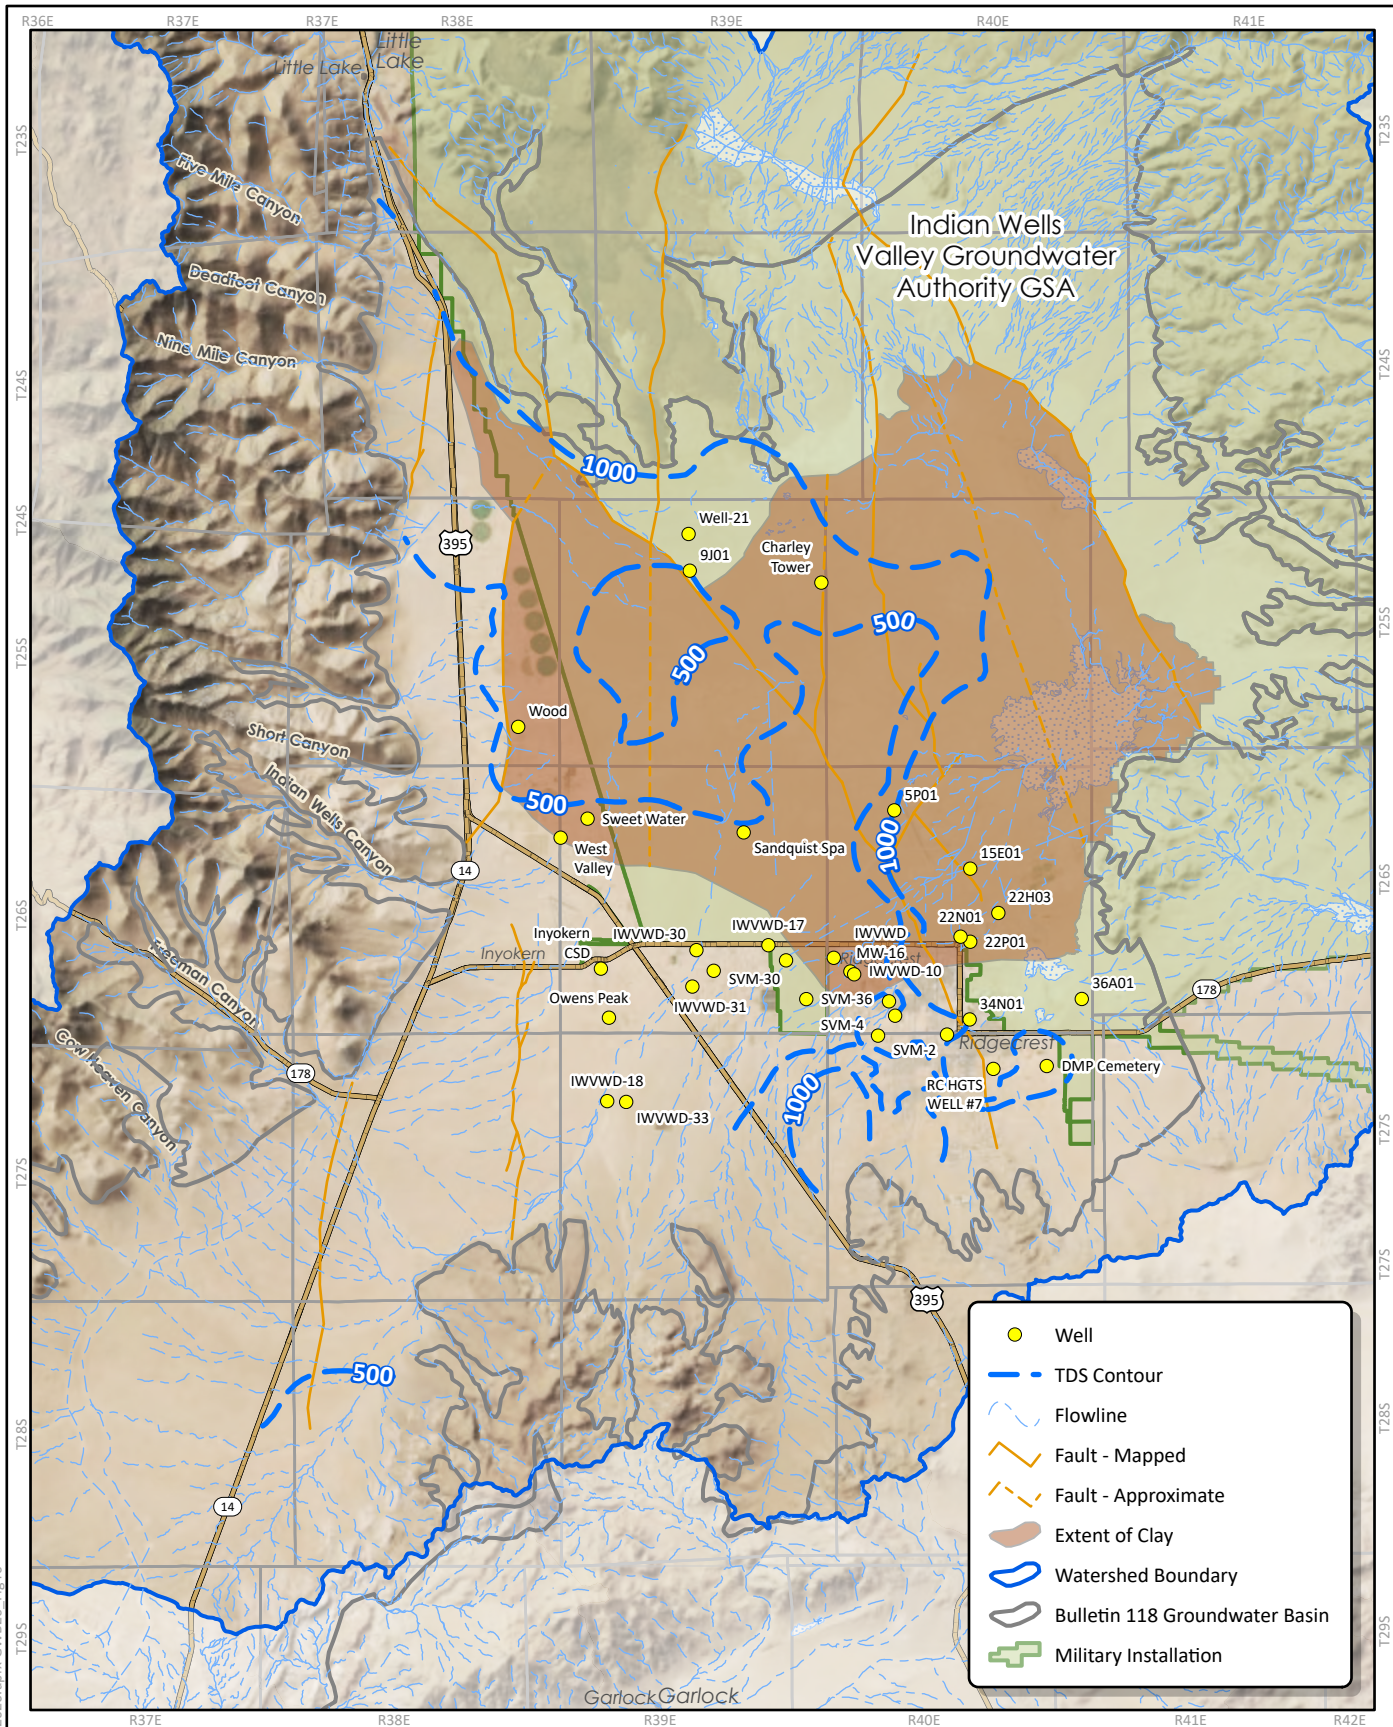 R36E
R37E
R37E
R38E
R39E
R40E
R41E
Little
Lake
Little Lake
T23S
T23S
Five Mile Canyon
Indian Wells
Valley Groundwater
Authority GSA
Deadfoot Canyon
Nine Mile Canyon
T24S
T24S
1000
T24S
395
Well-21
9J01
Charley
Tower
T25S
T25S
500
500
Wood
Short Canyon
Indian Wells Canyon
500
Sweet Water
West
Valley
Sandquist Spa
5P01
1000
14
15E01
T26S
T26S
22H03
22N01
22P01
Inyokern
CSD
Inyokern
IWVWD-30
IWVWD-17
IWVWD
MW-16
IWVWD-10
SVM-30
IWVWD-31
SVM-36
SVM-4
SVM-2
34N01
36A01
178
Freeman Canyon
Owens Peak
Ridgecrest
178
Cow Heeven Canyon
IWVWD-18
IWVWD-33
1000
RC HGTS
WELL #7
DMP Cemetery
T27S
T27S
T27S
395
500
T28S
T28S
14
T29S
T29S
Garlock
Garlock
Well
TDS Contour
Flowline
Fault - Mapped
Fault - Approximate
Extent of Clay
Watershed Boundary
Bulletin 118 Groundwater Basin
Military Installation
R37E
R38E
R39E
R40E
R41E
R42E